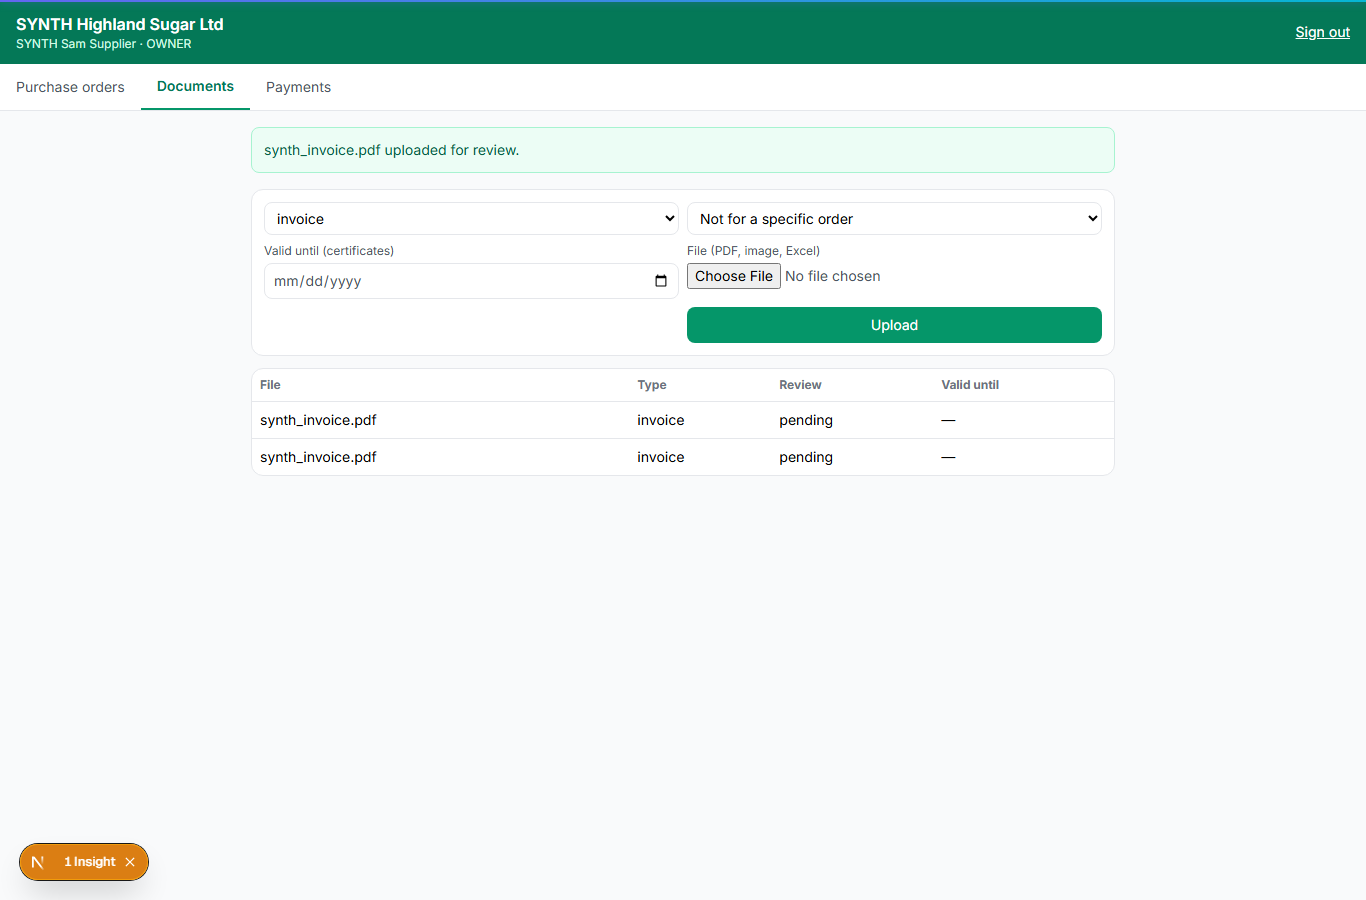 SYNTH Highland Sugar Ltd
SYNTH Sam Supplier · OWNER
Sign out
Purchase orders
Documents
Payments
synth_invoice.pdf uploaded for review.
invoice
Not for a specific order
Valid until (certificates)
File (PDF, image, Excel)
mm/dd/yyyy
Choose File No file chosen
Upload
File Type Review Valid until
synth_invoice.pdf invoice pending —
synth_invoice.pdf invoice pending —
N 1 Insight